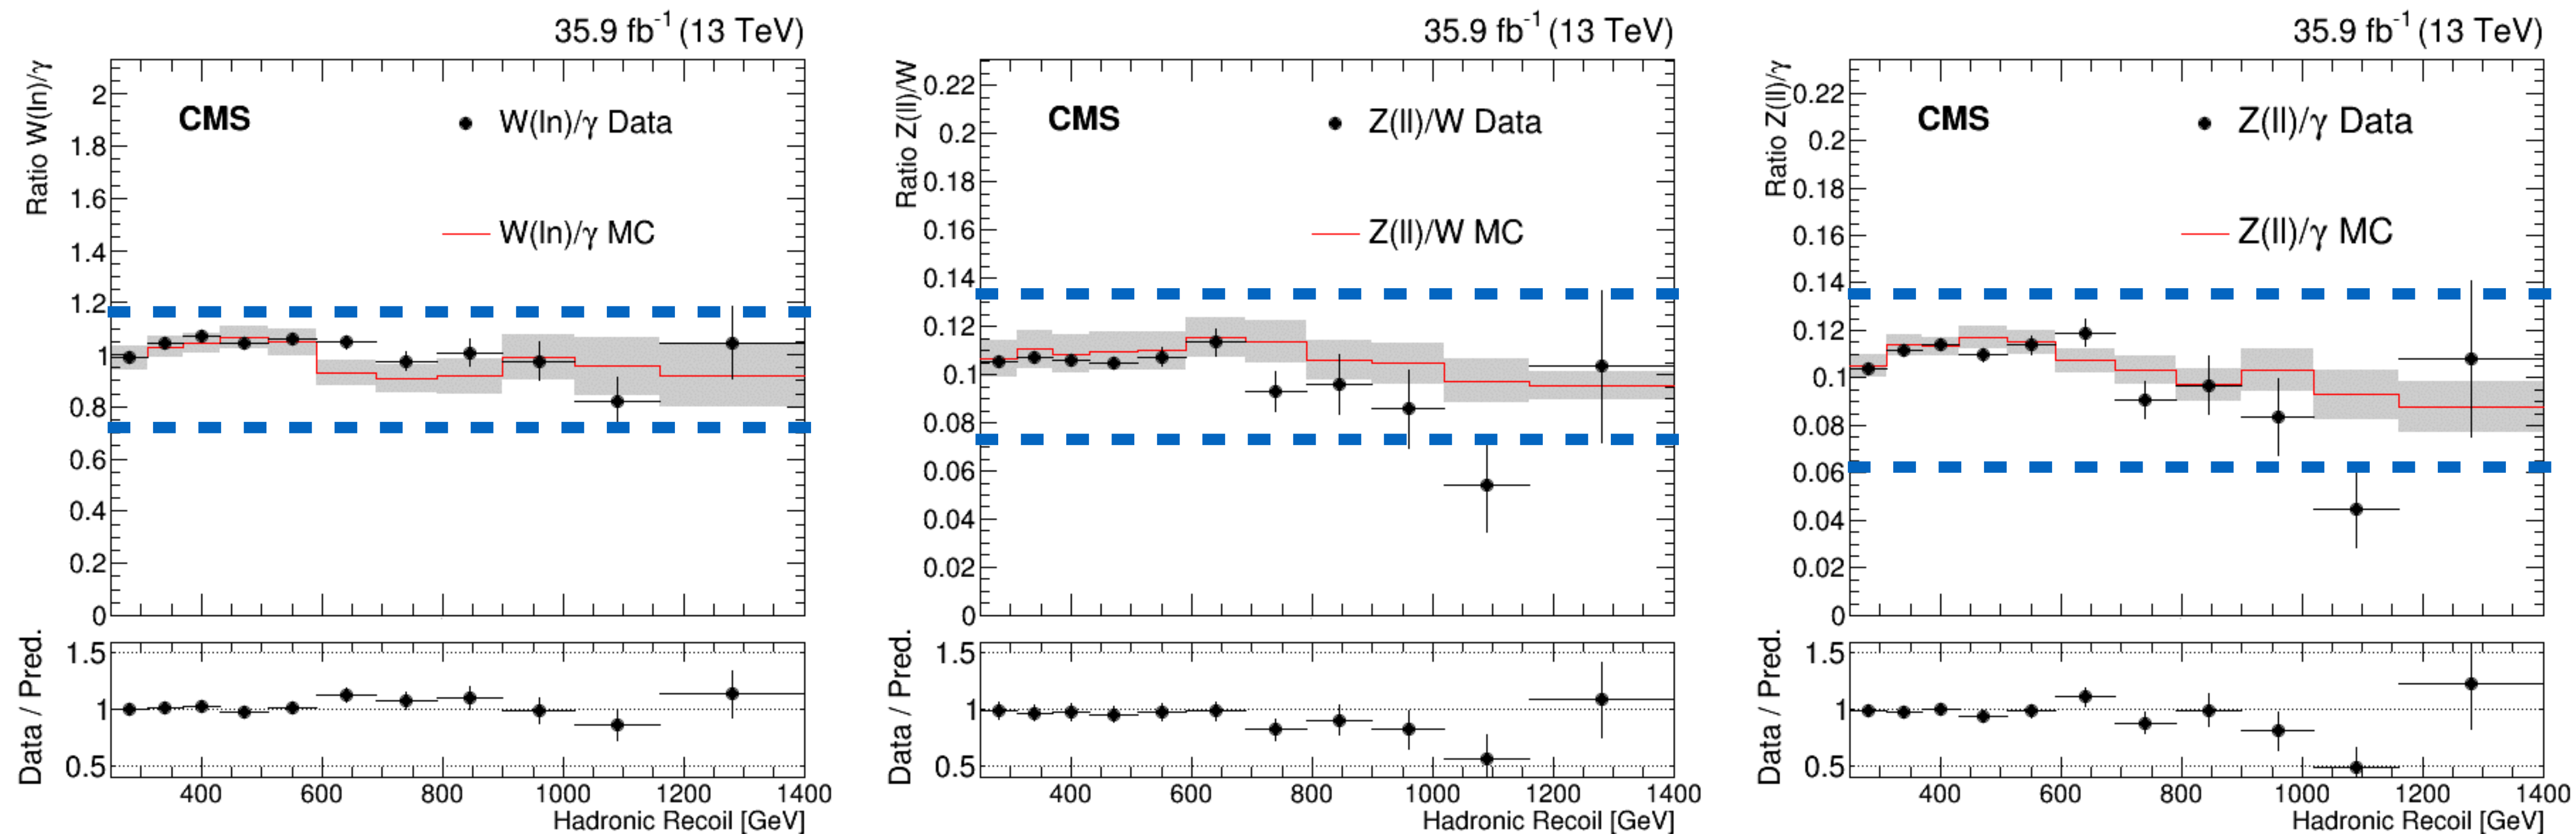 35.9 fb⁻¹ (13 TeV)
Ratio W(ln)/γ
CMS
W(ln)/γ Data
W(ln)/γ MC
2
1.8
1.6
1.4
1.2
1
0.8
0.6
0.4
0.2
0
Data / Pred.
1.5
1
0.5
400 600 800 1000 1200 1400
Hadronic Recoil [GeV]
35.9 fb⁻¹ (13 TeV)
Ratio Z(ll)/W
CMS
Z(ll)/W Data
Z(ll)/W MC
0.22
0.2
0.18
0.16
0.14
0.12
0.1
0.08
0.06
0.04
0.02
0
Data / Pred.
1.5
1
0.5
400 600 800 1000 1200 1400
Hadronic Recoil [GeV]
35.9 fb⁻¹ (13 TeV)
Ratio Z(ll)/γ
CMS
Z(ll)/γ Data
Z(ll)/γ MC
0.22
0.2
0.18
0.16
0.14
0.12
0.1
0.08
0.06
0.04
0.02
0
Data / Pred.
1.5
1
0.5
400 600 800 1000 1200 1400
Hadronic Recoil [GeV]